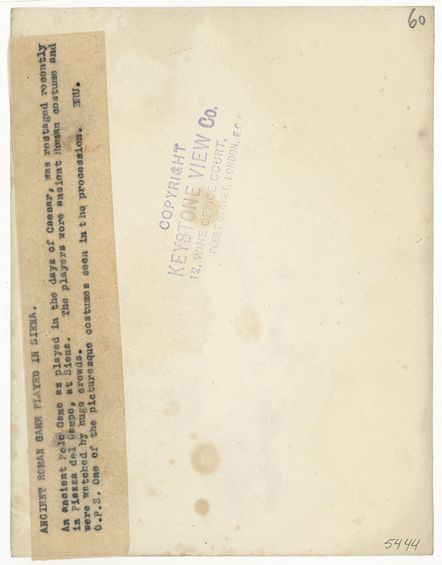 60
ANCIENT ROMAN GAME PLAYED IN SIENA.
An ancient Polo Game as played in the days of Caesar, was restaged recently
in Piazza del Campo, at Siena. The players wore ancient Roman costume and
were watched by huge crowds.
O.P.S. One of the picturesque costumes seen in the procession. ERU.
COPYRIGHT
KEYSTONE VIEW Co.
12, WINE OFFICE COURT,
FLEET STREET, LONDON, E.C.4
5444